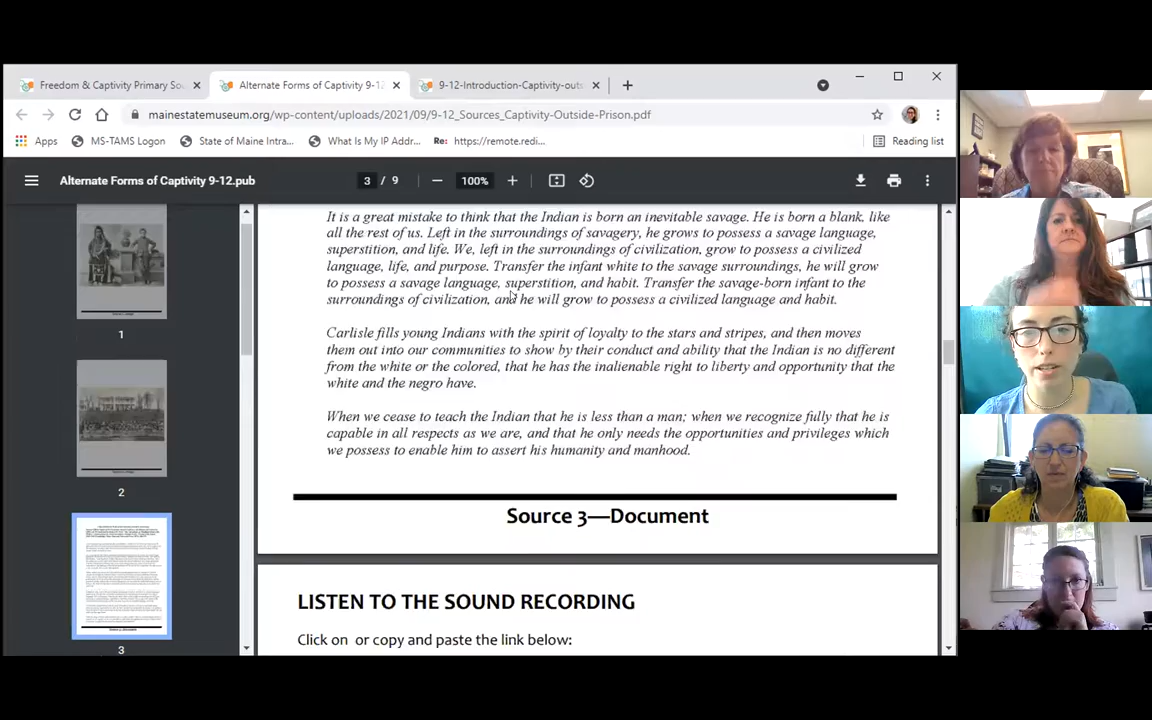 Freedom & Captivity Primary Sou
Alternate Forms of Captivity 9-12
9-12-Introduction-Captivity-outs
mainestatemuseum.org/wp-content/uploads/2021/09/9-12_Sources_Captivity-Outside-Prison.pdf
Apps
MS-TAMS Logon
State of Maine Intra...
What Is My IP Addr...
Re: https://remote.redi...
Reading list
Alternate Forms of Captivity 9-12.pub
3 / 9
100%
1
2
3
It is a great mistake to think that the Indian is born an inevitable savage. He is born a blank, like
all the rest of us. Left in the surroundings of savagery, he grows to possess a savage language,
superstition, and life. We, left in the surroundings of civilization, grow to possess a civilized
language, life, and purpose. Transfer the infant white to the savage surroundings, he will grow
to possess a savage language, superstition, and habit. Transfer the savage-born infant to the
surroundings of civilization, and he will grow to possess a civilized language and habit.
Carlisle fills young Indians with the spirit of loyalty to the stars and stripes, and then moves
them out into our communities to show by their conduct and ability that the Indian is no different
from the white or the colored, that he has the inalienable right to liberty and opportunity that the
white and the negro have.
When we cease to teach the Indian that he is less than a man; when we recognize fully that he is
capable in all respects as we are, and that he only needs the opportunities and privileges which
we possess to enable him to assert his humanity and manhood.
Source 3—Document
LISTEN TO THE SOUND RECORDING
Click on or copy and paste the link below: